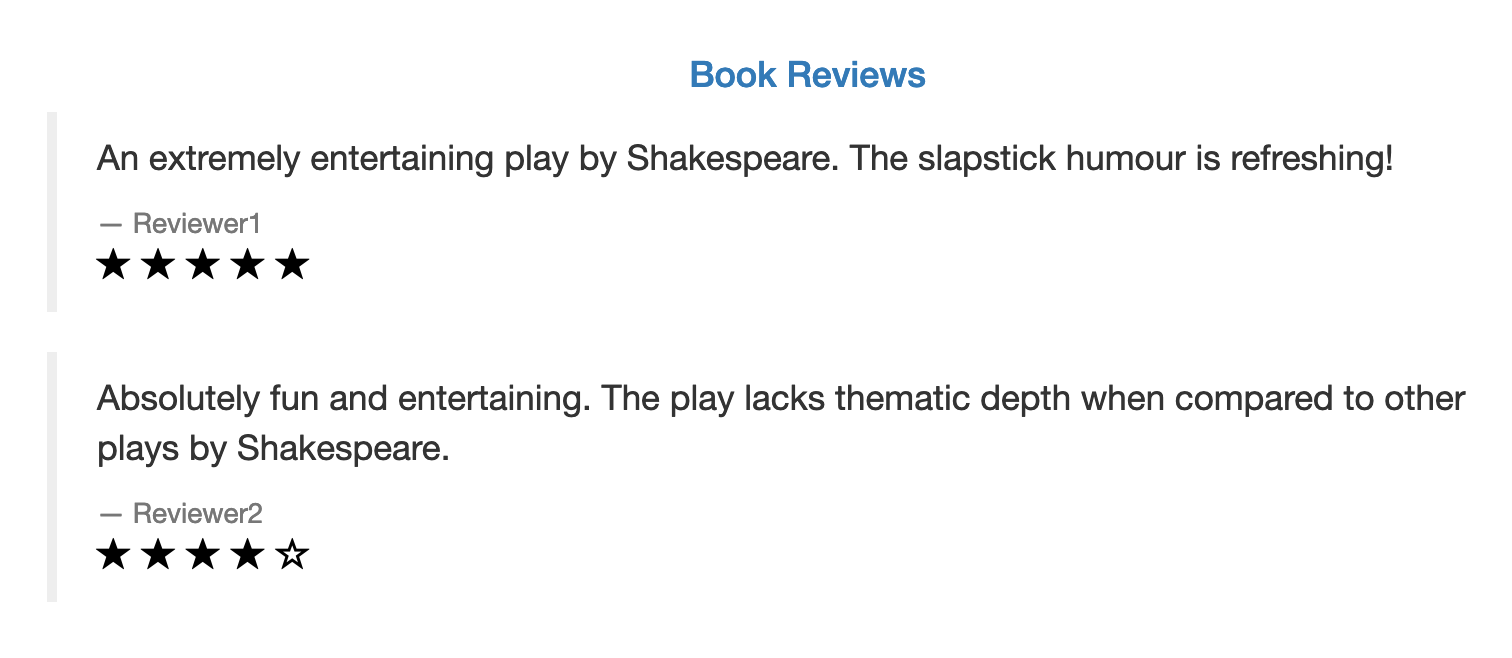 Book Reviews
An extremely entertaining play by Shakespeare. The slapstick humour is refreshing!
— Reviewer1
★ ★ ★ ★ ★
Absolutely fun and entertaining. The play lacks thematic depth when compared to other
plays by Shakespeare.
— Reviewer2
★ ★ ★ ★ ☆